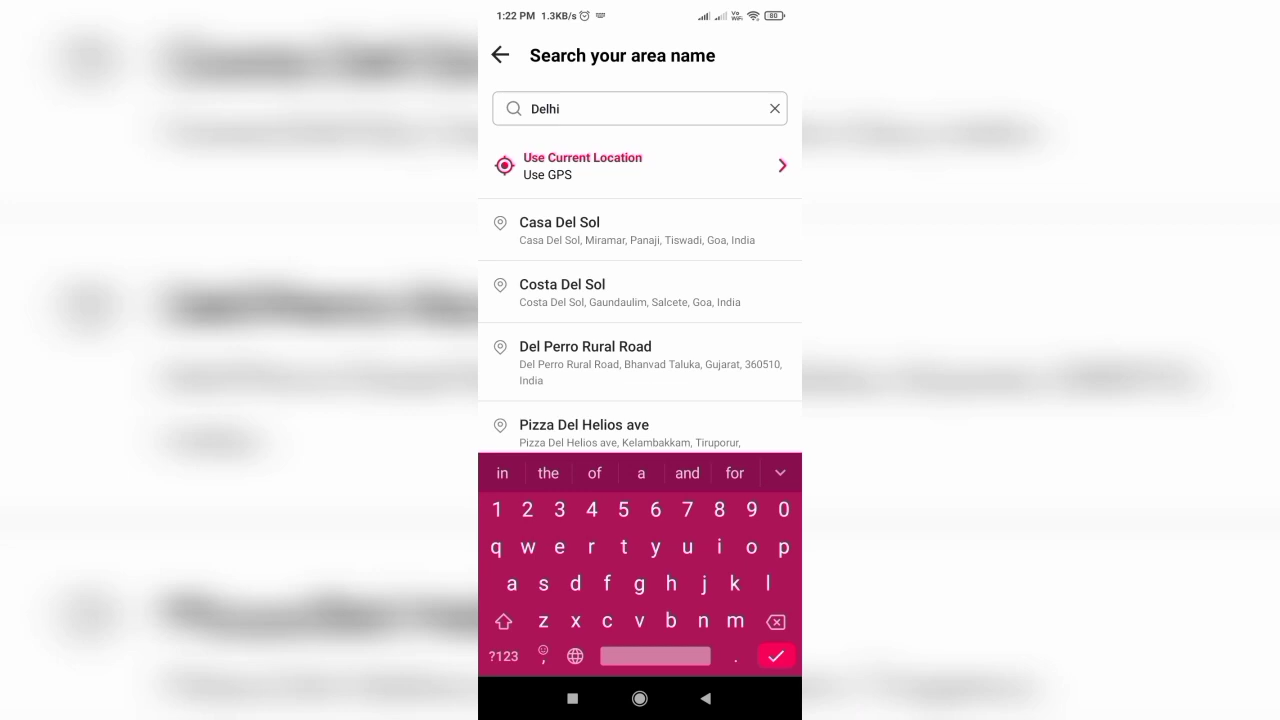 1:22 PM 1.3KB/s Vo WiFi 80
Search your area name
Delhi
Use Current Location
Use GPS
Casa Del Sol
Casa Del Sol, Miramar, Panaji, Tiswadi, Goa, India
Costa Del Sol
Costa Del Sol, Gaundaulim, Salcete, Goa, India
Del Perro Rural Road
Del Perro Rural Road, Bhanvad Taluka, Gujarat, 360510,
India
Pizza Del Helios ave
Pizza Del Helios ave, Kelambakkam, Tiruporur,
in the of a and for
1 2 3 4 5 6 7 8 9 0
q w e r t y u i o p
a s d f g h j k l
z x c v b n m
?123 , .